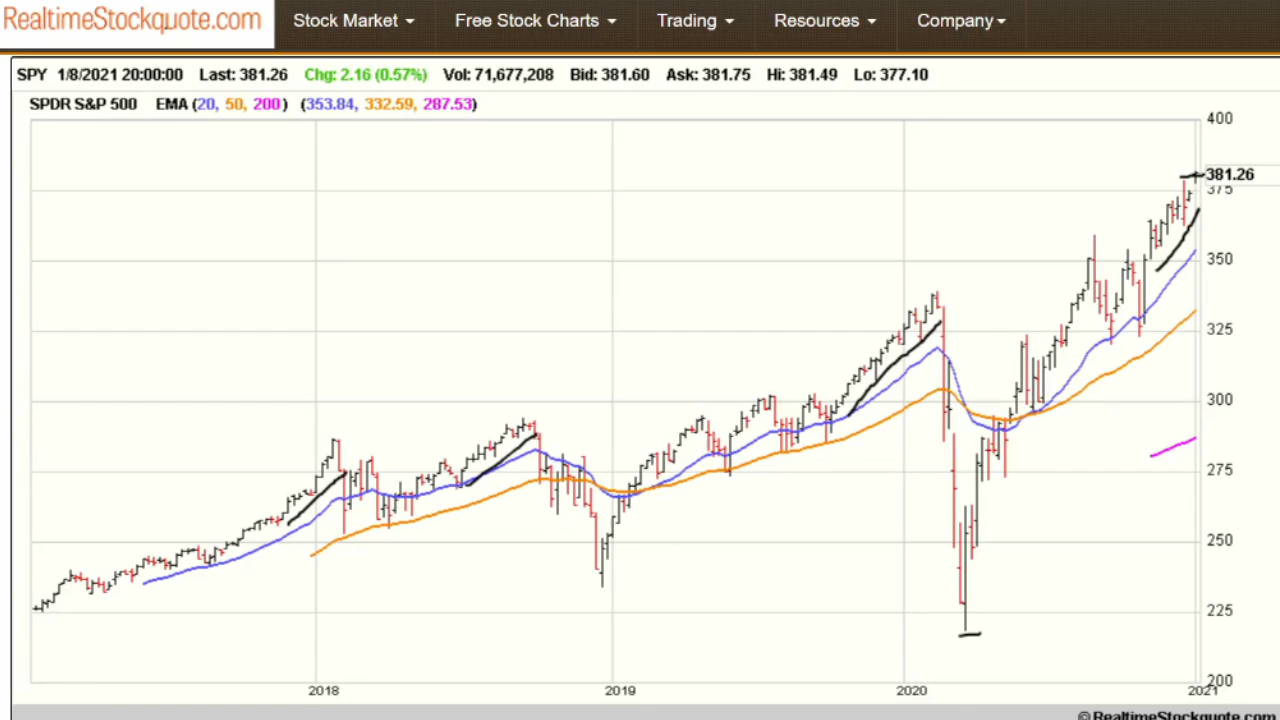 RealtimeStockquote.com Stock Market Free Stock Charts Trading Resources Company
SPY 1/8/2021 20:00:00 Last: 381.26 Chg: 2.16 (0.57%) Vol: 71,677,208 Bid: 381.60 Ask: 381.75 Hi: 381.49 Lo: 377.10
SPDR S&P 500 EMA (20, 50, 200) (353.84, 332.59, 287.53)
400
381.26
375
350
325
300
275
250
225
200
2018 2019 2020 2021
© RealtimeStockquote.com